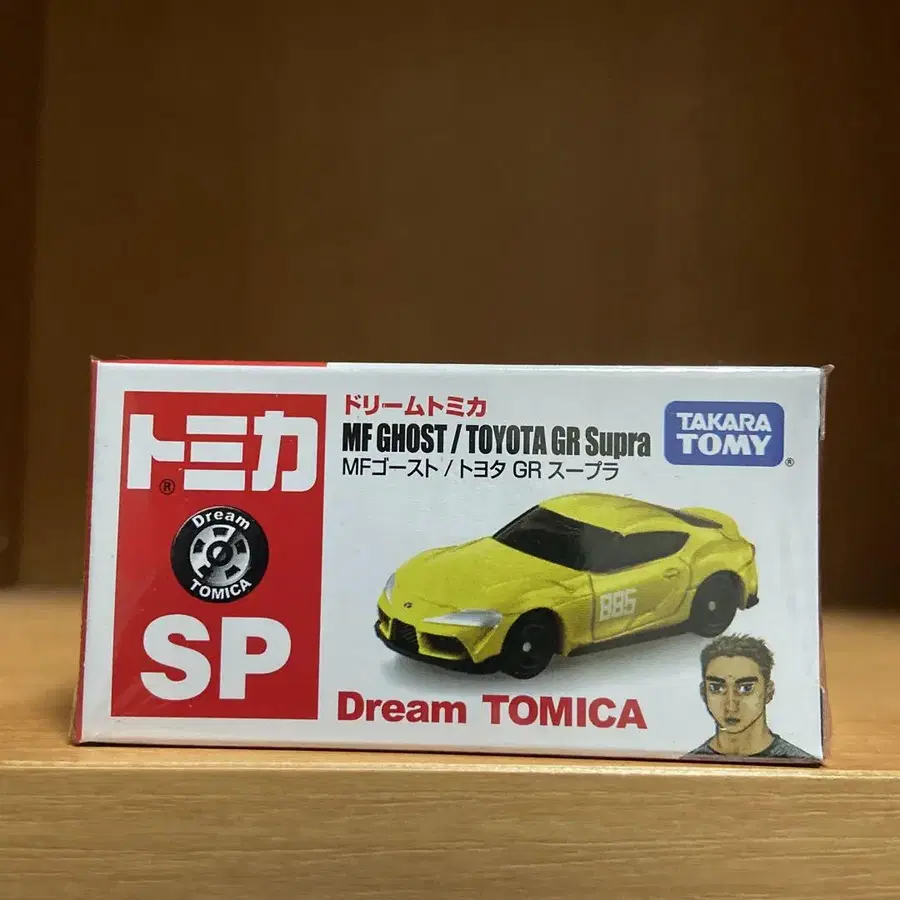 トミカ
®
Dream
TOMICA
SP
ドリームトミカ
MF GHOST / TOYOTA GR Supra
MFゴースト / トヨタ GR スープラ
TAKARA
TOMY
®
885
Dream TOMICA